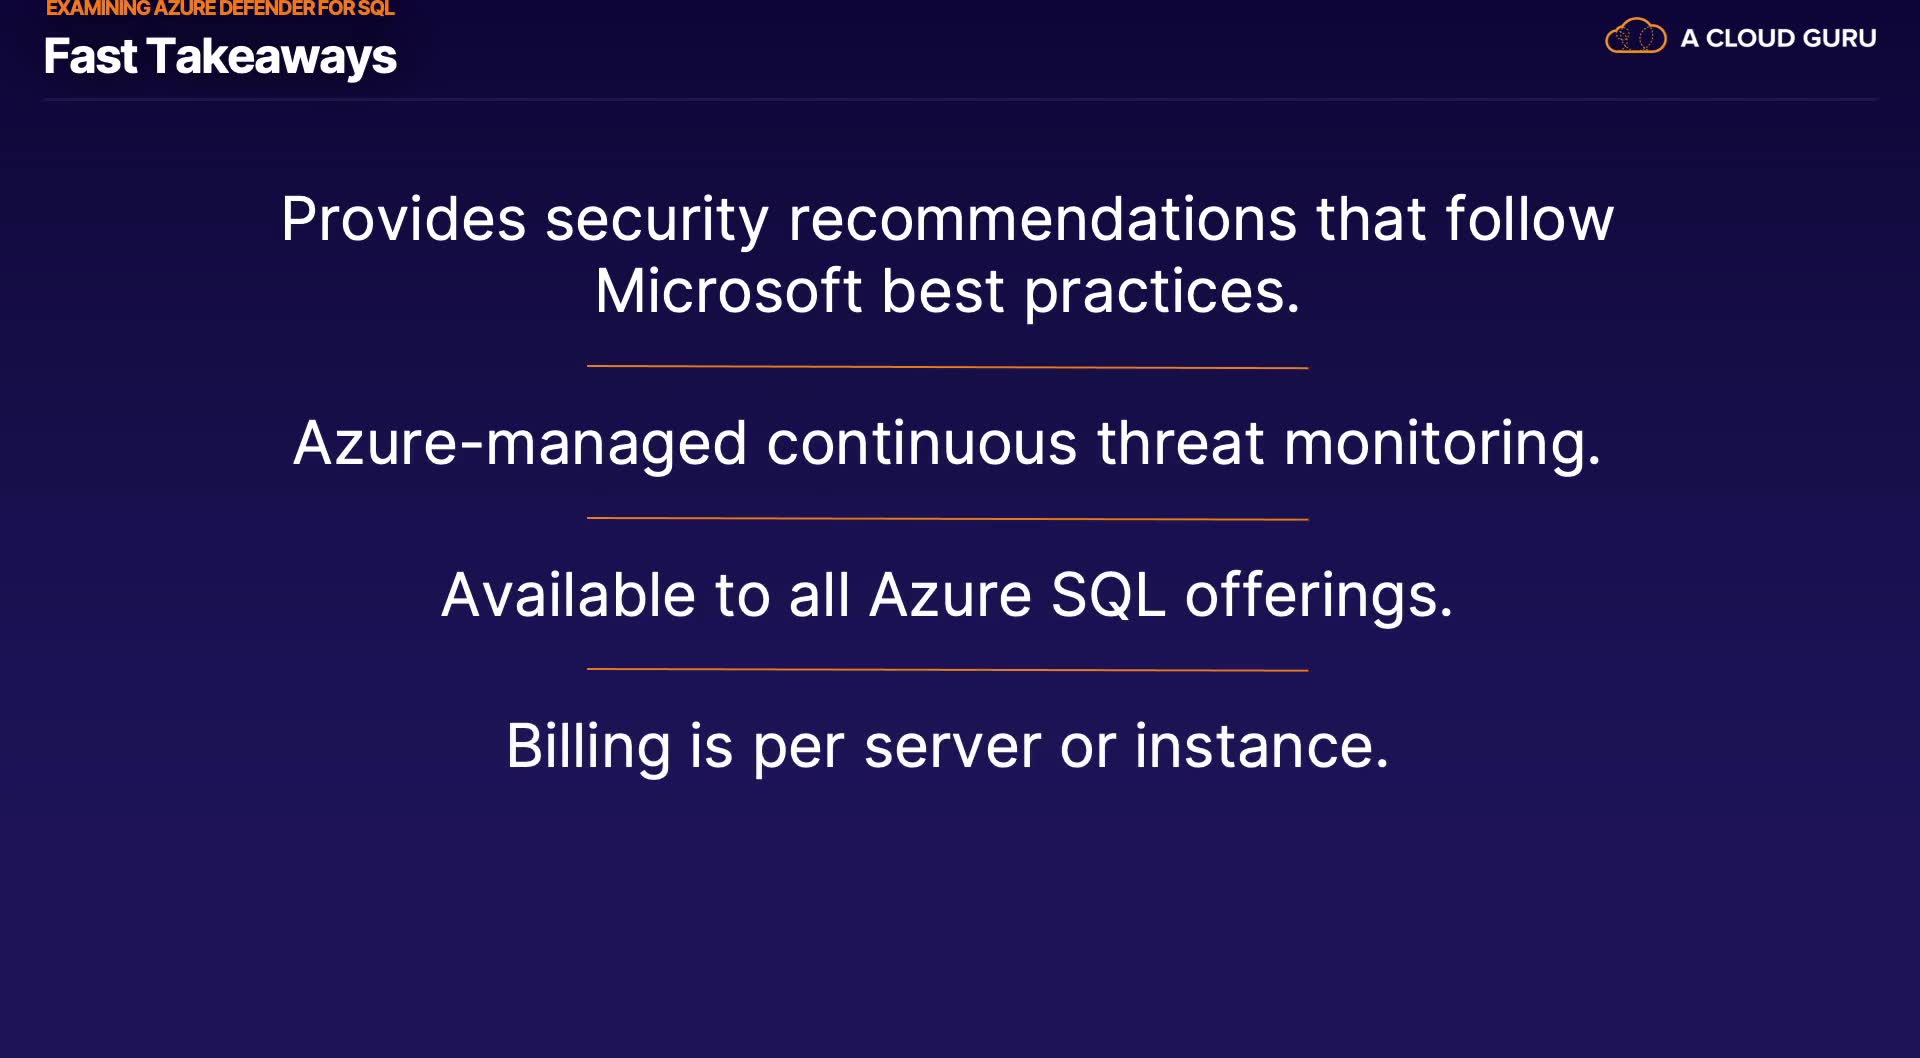 EXAMINING AZURE DEFENDER FOR SQL
Fast Takeaways
A CLOUD GURU
Provides security recommendations that follow
Microsoft best practices.
Azure-managed continuous threat monitoring.
Available to all Azure SQL offerings.
Billing is per server or instance.